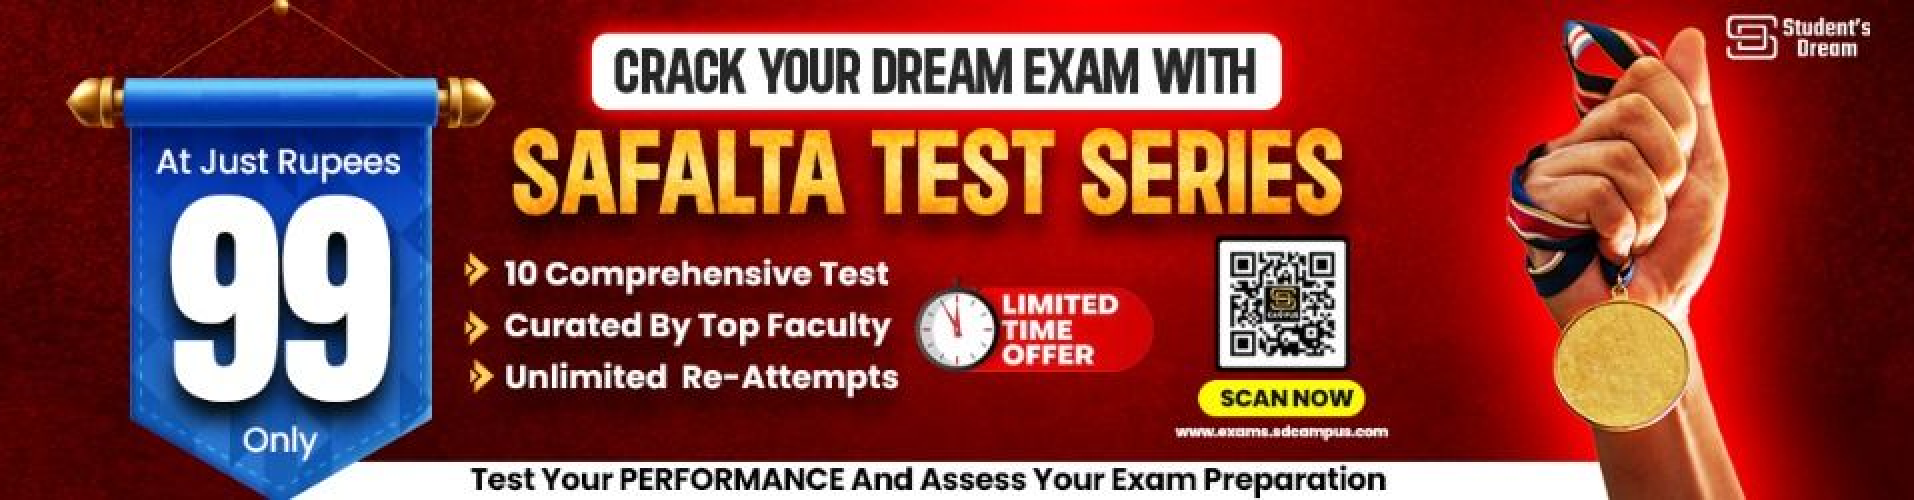 At Just Rupees
99
Only
CRACK YOUR DREAM EXAM WITH
SAFALTA TEST SERIES
10 Comprehensive Test
Curated By Top Faculty
Unlimited Re-Attempts
LIMITED
TIME
OFFER
SCAN NOW
www.exams.sdcampus.com
Student's
Dream
Test Your PERFORMANCE And Assess Your Exam Preparation